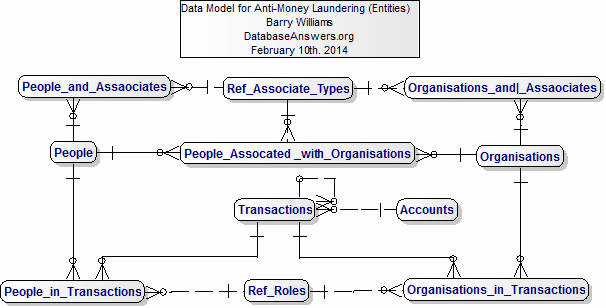 Data Model for Anti-Money Laundering (Entities)
Barry Williams
DatabaseAnswers.org
February 10th. 2014
People_and_Assaociates
Ref_Associate_Types
Organisations_and|_Assaociates
People
People_Assocated _with_Organisations
Organisations
Transactions
Accounts
People_in_Transactions
Ref_Roles
Organisations_in_Transactions